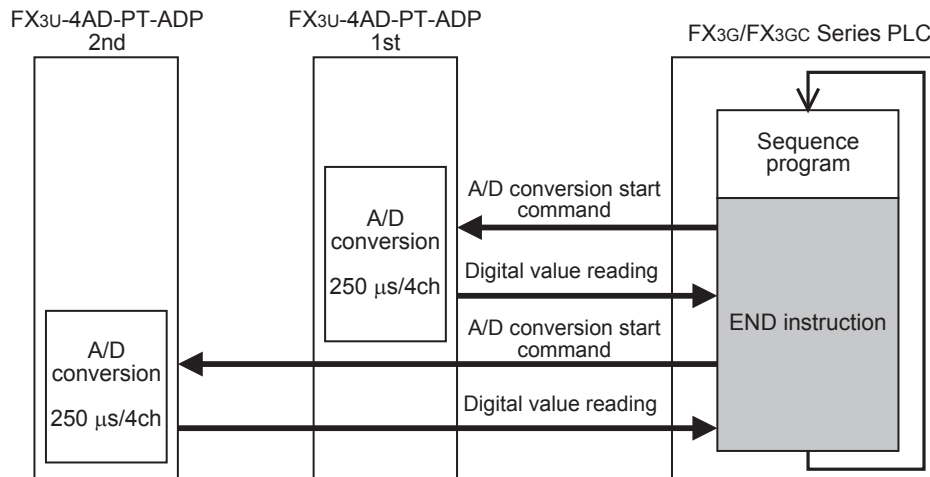 FX3U-4AD-PT-ADP
2nd
FX3U-4AD-PT-ADP
1st
FX3G/FX3GC Series PLC
Sequence
program
A/D conversion start
command
A/D
conversion
250 μs/4ch
Digital value reading
END instruction
A/D conversion start
command
A/D
conversion
250 μs/4ch
Digital value reading